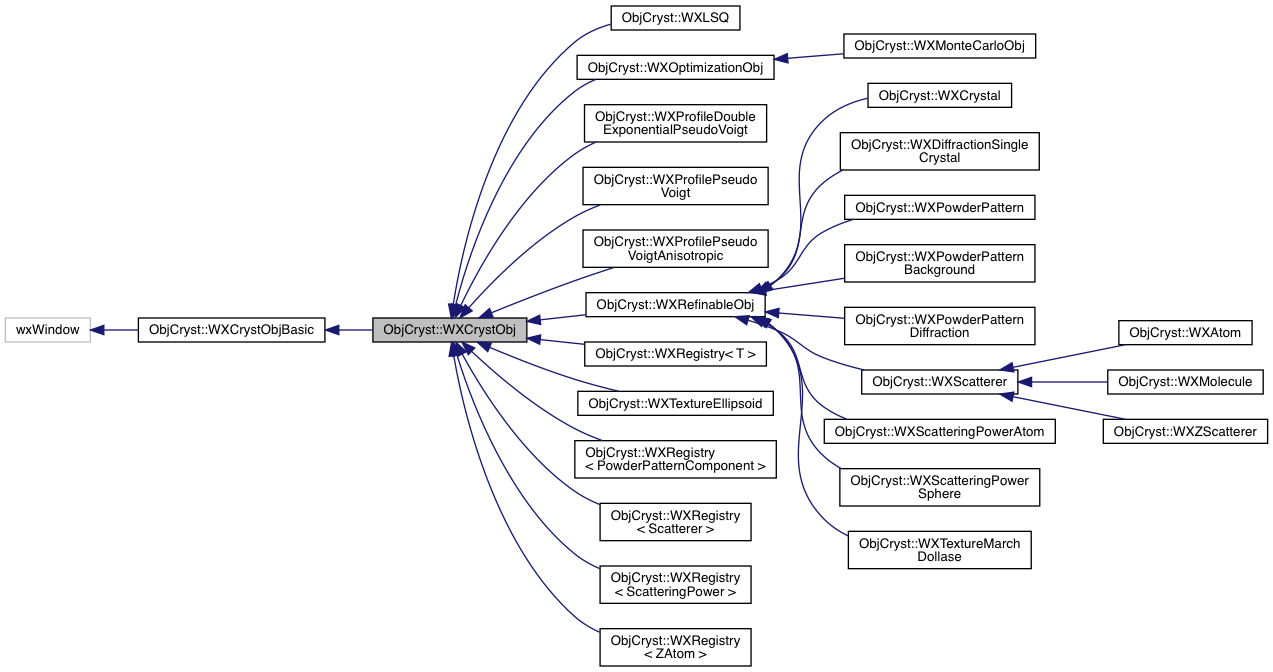 wxWindow
ObjCryst::WXCrystObjBasic
ObjCryst::WXCrystObj
ObjCryst::WXLSQ
ObjCryst::WXOptimizationObj
ObjCryst::WXProfileDouble
ExponentialPseudoVoigt
ObjCryst::WXProfilePseudo
Voigt
ObjCryst::WXProfilePseudo
VoigtAnisotropic
ObjCryst::WXRefinableObj
ObjCryst::WXRegistry< T >
ObjCryst::WXTextureEllipsoid
ObjCryst::WXRegistry
< PowderPatternComponent >
ObjCryst::WXRegistry
< Scatterer >
ObjCryst::WXRegistry
< ScatteringPower >
ObjCryst::WXRegistry
< ZAtom >
ObjCryst::WXMonteCarloObj
ObjCryst::WXCrystal
ObjCryst::WXDiffractionSingle
Crystal
ObjCryst::WXPowderPattern
ObjCryst::WXPowderPattern
Background
ObjCryst::WXPowderPattern
Diffraction
ObjCryst::WXScatterer
ObjCryst::WXScatteringPowerAtom
ObjCryst::WXScatteringPower
Sphere
ObjCryst::WXTextureMarch
Dollase
ObjCryst::WXAtom
ObjCryst::WXMolecule
ObjCryst::WXZScatterer